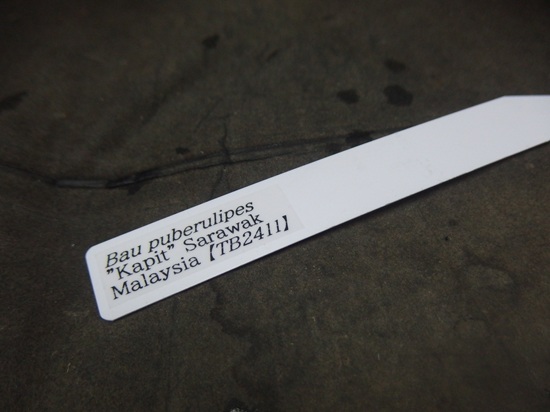 Bau puberulipes
"Kapit" Sarawak
Malaysia【TB2411】